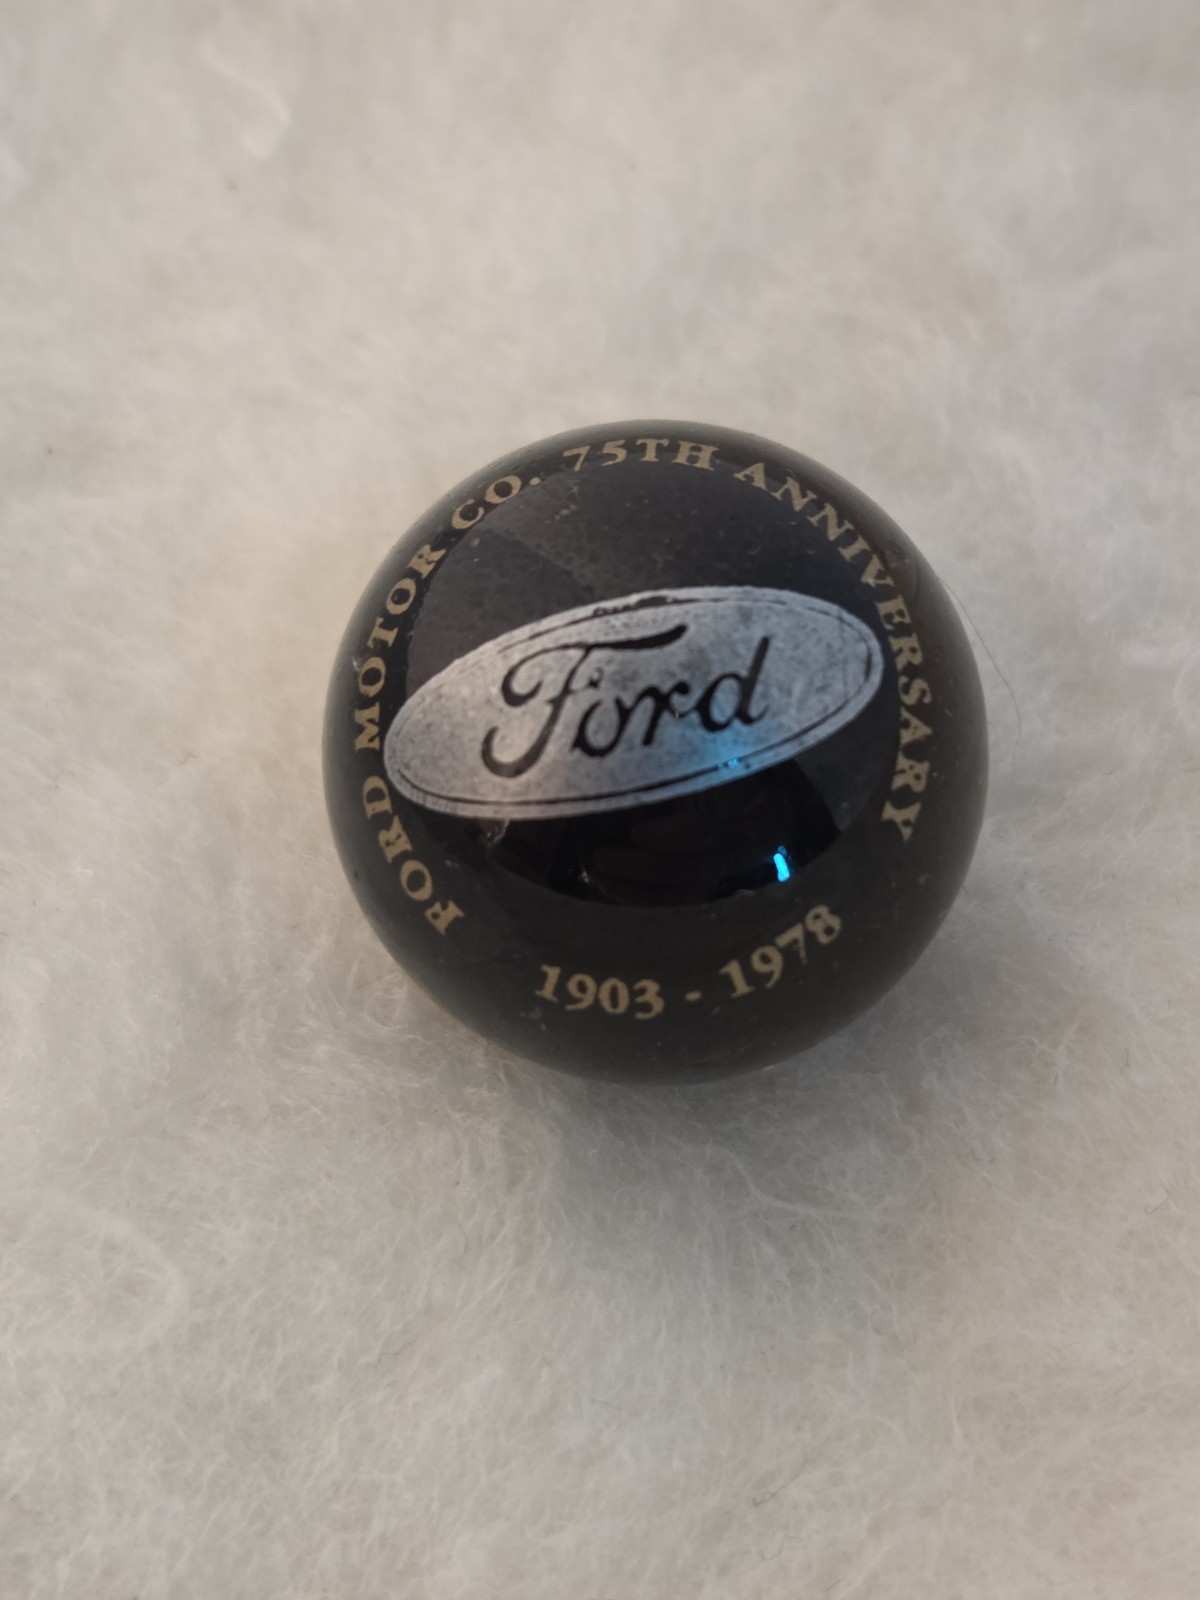 FORD MOTOR CO. 75TH ANNIVERSARY
Ford
1903 - 1978